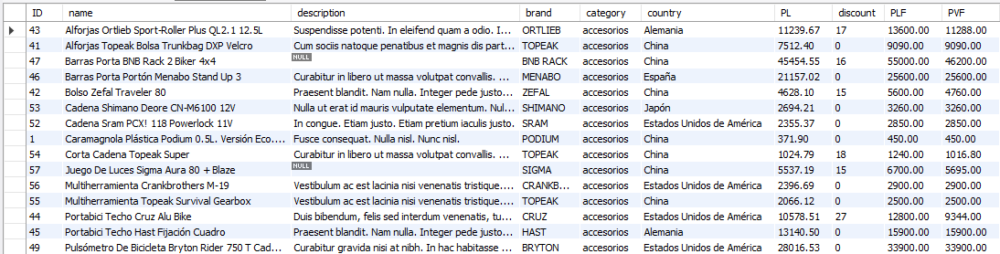 ID name description brand category country PL discount PLF PVF
43 Alforjas Ortlieb Sport-Roller Plus QL2.1 12.5L Suspendisse potenti. In eleifend quam a odio. I... ORTLIEB accesorios Alemania 11239.67 17 13600.00 11288.00
41 Alforjas Topeak Bolsa Trunkbag DXP Velcro Cum sociis natoque penatibus et magnis dis part... TOPEAK accesorios China 7512.40 0 9090.00 9090.00
47 Barras Porta BNB Rack 2 Biker 4x4 NULL BNB RACK accesorios China 45454.55 16 55000.00 46200.00
46 Barras Porta Portón Menabo Stand Up 3 Curabitur in libero ut massa volutpat convallis. ... MENABO accesorios España 21157.02 0 25600.00 25600.00
42 Bolso Zefal Traveler 80 Praesent blandit. Nam nulla. Integer pede justo... ZEFAL accesorios China 4628.10 15 5600.00 4760.00
53 Cadena Shimano Deore CN-M6100 12V Nulla ut erat id mauris vulputate elementum. Nul... SHIMANO accesorios Japón 2694.21 0 3260.00 3260.00
52 Cadena Sram PCX! 118 Powerlock 11V In congue. Etiam justo. Etiam pretium iaculis justo. SRAM accesorios Estados Unidos de América 2355.37 0 2850.00 2850.00
1 Caramagnola Plástica Podium 0.5L. Versión Eco.... Fusce consequat. Nulla nisl. Nunc nisl. PODIUM accesorios China 371.90 0 450.00 450.00
54 Corta Cadena Topeak Super Curabitur in libero ut massa volutpat convallis. ... TOPEAK accesorios China 1024.79 18 1240.00 1016.80
57 Juego De Luces Sigma Aura 80 + Blaze NULL SIGMA accesorios China 5537.19 15 6700.00 5695.00
56 Multiherramienta Crankbrothers M-19 Vestibulum ac est lacinia nisi venenatis tristique.... CRANKB... accesorios Estados Unidos de América 2396.69 0 2900.00 2900.00
55 Multiherramienta Topeak Survival Gearbox Vestibulum ac est lacinia nisi venenatis tristique.... TOPEAK accesorios China 2066.12 0 2500.00 2500.00
44 Portabici Techo Cruz Alu Bike Duis bibendum, felis sed interdum venenatis, tu... CRUZ accesorios Estados Unidos de América 10578.51 27 12800.00 9344.00
45 Portabici Techo Hast Fijación Cuadro Vestibulum ac est lacinia nisi venenatis tristique.... HAST accesorios Alemania 13140.50 0 15900.00 15900.00
49 Pulsómetro De Bicicleta Bryton Rider 750 T Cad... Curabitur gravida nisi at nibh. In hac habitasse ... BRYTON accesorios Estados Unidos de América 28016.53 0 33900.00 33900.00